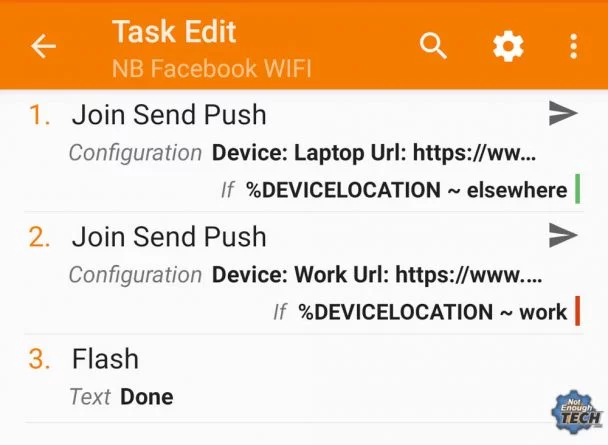 Task Edit
NB Facebook WIFI
1. Join Send Push
Configuration Device: Laptop Url: https://ww...
If %DEVICELOCATION ~ elsewhere
2. Join Send Push
Configuration Device: Work Url: https://www....
If %DEVICELOCATION ~ work
3. Flash
Text Done
Not
Enough
TECH